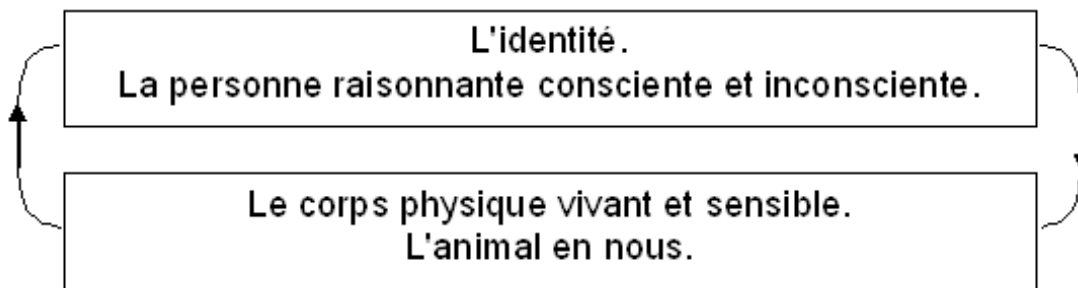 L'identité.
La personne raisonnante consciente et inconsciente.
Le corps physique vivant et sensible.
L'animal en nous.